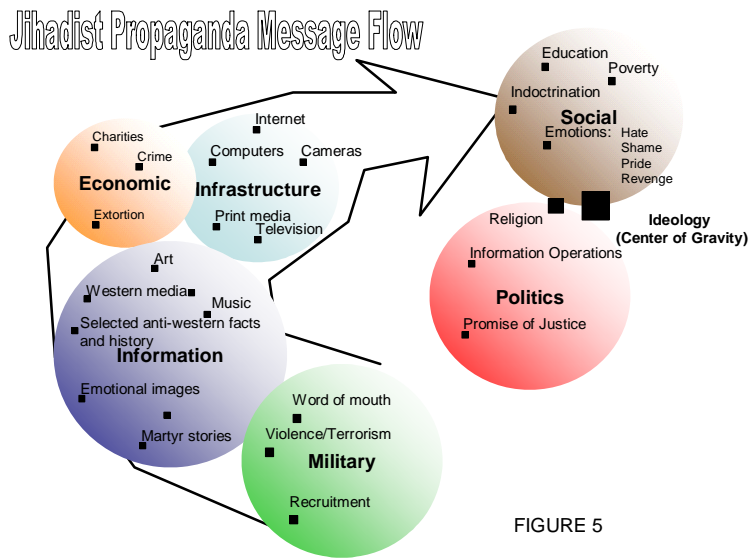 Jihadist Propaganda Message Flow
Education
Poverty
Indoctrination
Social
Emotions:
Hate
Shame
Pride
Revenge
Internet
Computers
Cameras
Infrastructure
Print media
Television
Charities
Crime
Economic
Extortion
Religion
Ideology
(Center of Gravity)
Information Operations
Politics
Promise of Justice
Art
Western media
Music
Selected anti-western facts
and history
Information
Emotional images
Martyr stories
Word of mouth
Violence/Terrorism
Military
Recruitment
FIGURE 5